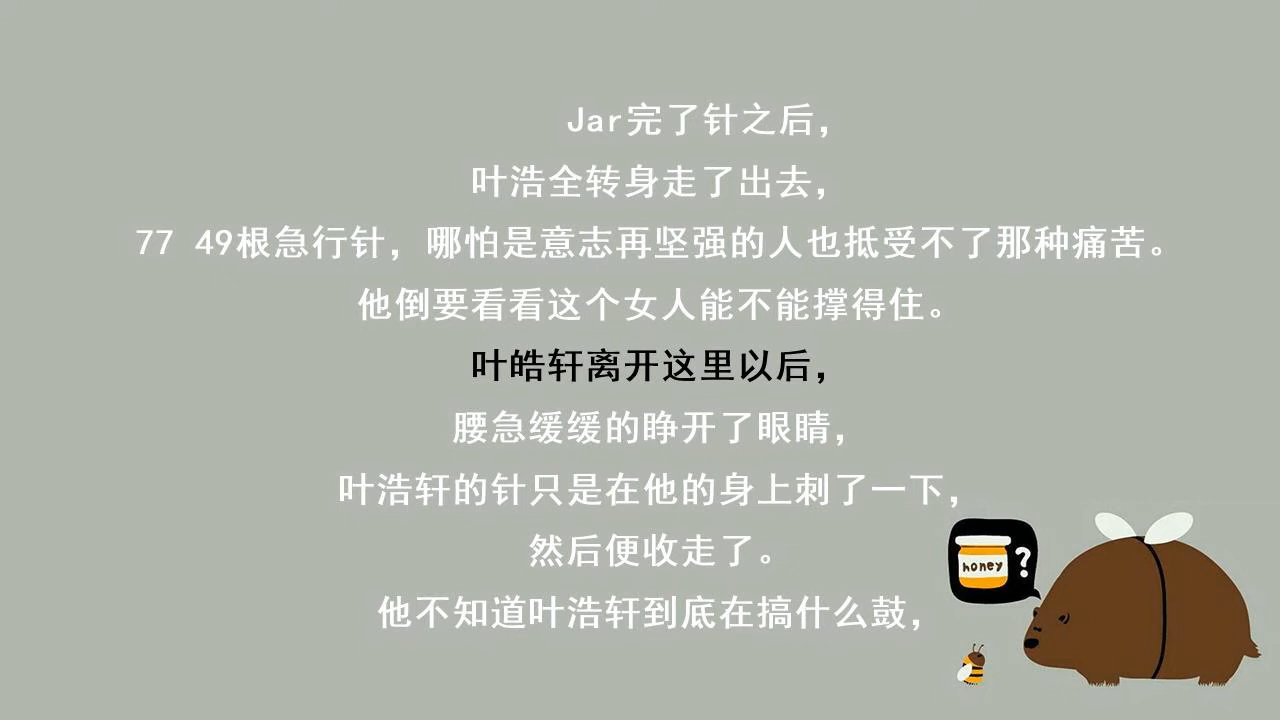 Jar完了针之后，
叶浩全转身走了出去，
77 49根急行针，哪怕是意志再坚强的人也抵受不了那种痛苦。
他倒要看看这个女人能不能撑得住。
叶皓轩离开这里以后，
腰急缓缓的睁开了眼睛，
叶浩轩的针只是在他的身上刺了一下，
然后便收走了。
他不知道叶浩轩到底在搞什么鼓，
honey ?